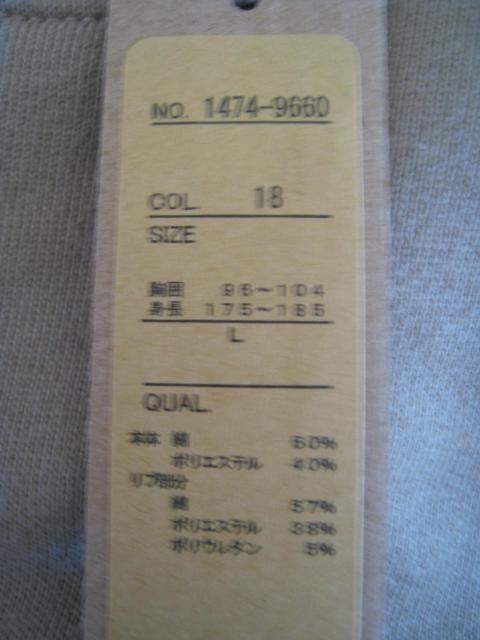 NO. 1474-9660
COL. 18
SIZE
胸囲 96～104
身長 175～185
L
QUAL.
本体 綿 60%
ポリエステル 40%
リブ部分
綿 57%
ポリエステル 38%
ポリウレタン 5%